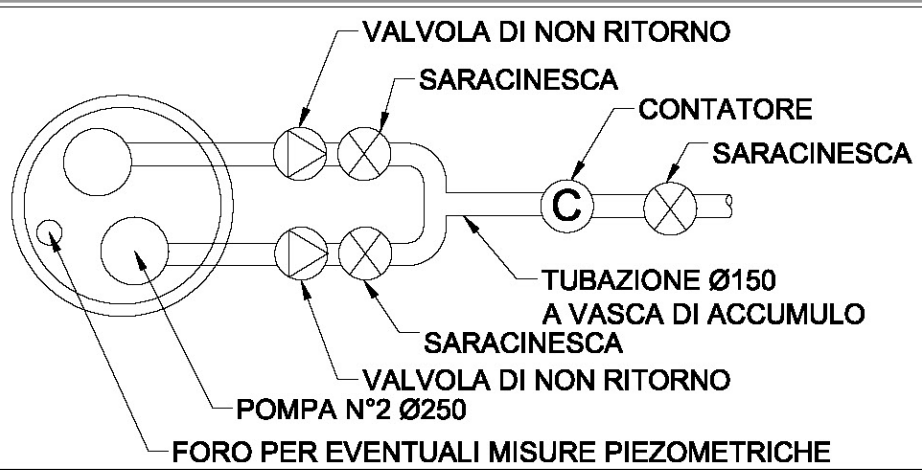 VALVOLA DI NON RITORNO
SARACINESCA
CONTATORE
SARACINESCA
C
TUBAZIONE Ø150
A VASCA DI ACCUMULO
SARACINESCA
VALVOLA DI NON RITORNO
POMPA N°2 Ø250
FORO PER EVENTUALI MISURE PIEZOMETRICHE